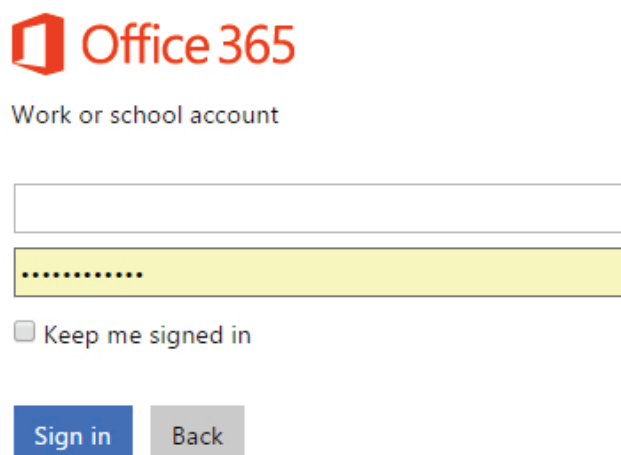 Office 365
Work or school account
••••••••••••
Keep me signed in
Sign in
Back